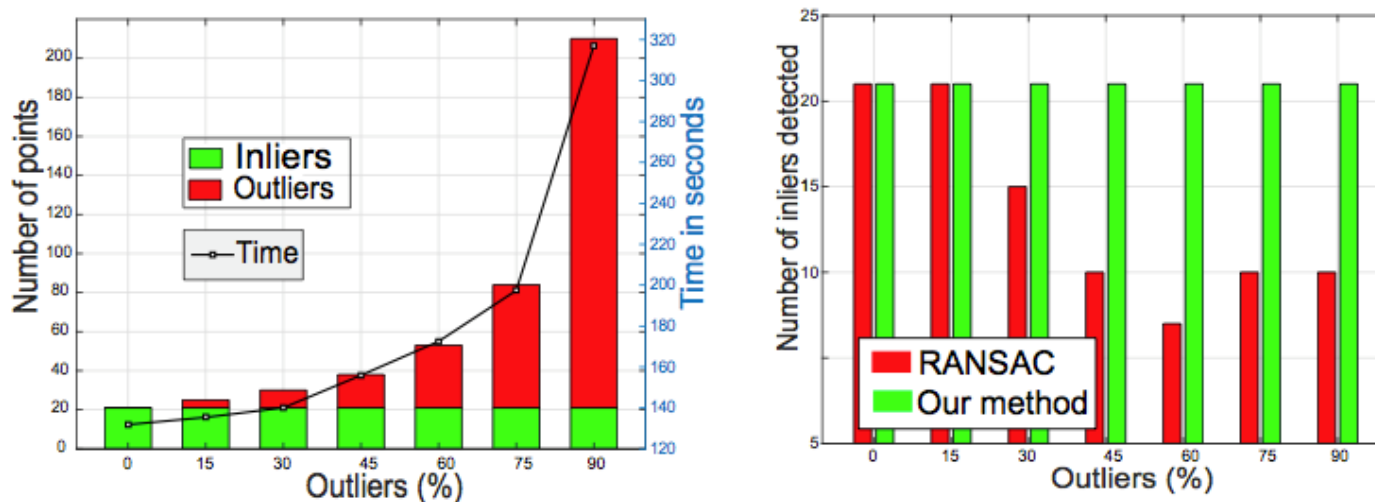 Number of points
200
180
160
140
120
100
80
60
40
20
0
Inliers
Outliers
Time
320
300
280
260
240
220
200
180
160
140
120
Time in seconds
0 15 30 45 60 75 90
Outliers (%)
Number of inliers detected
25
20
15
10
5
RANSAC
Our method
0 15 30 45 60 75 90
Outliers (%)